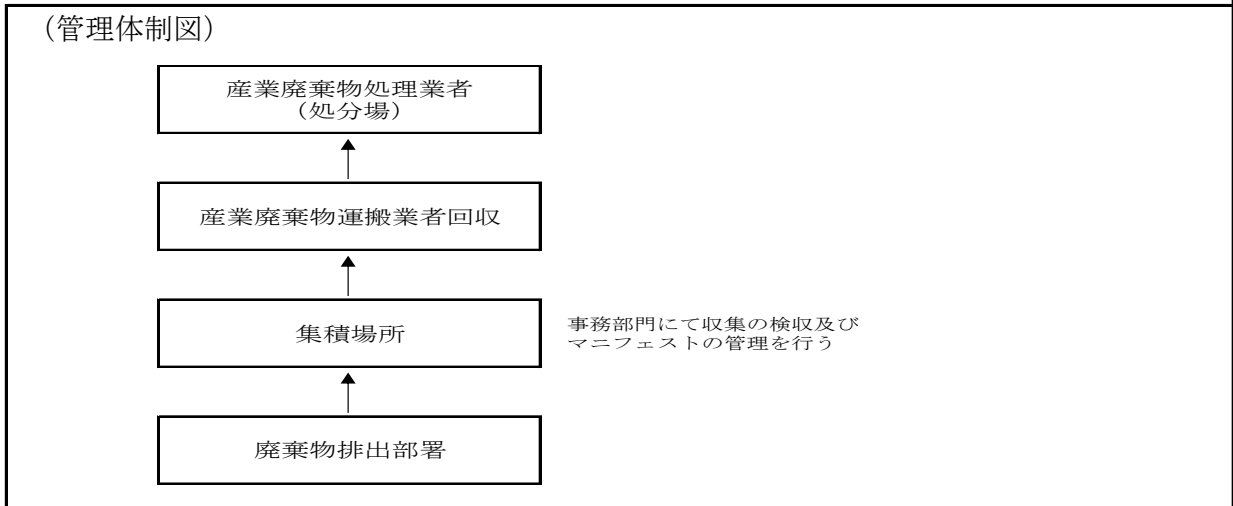 （管理体制図）
産業廃棄物処理業者
（処分場）
産業廃棄物運搬業者回収
集積場所
事務部門にて収集の検収及び
マニフェストの管理を行う
廃棄物排出部署